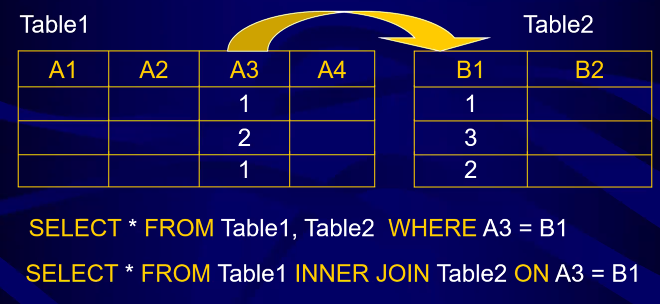 Table1 Table2
A1 A2 A3 A4 B1 B2
1 1
2 3
1 2
SELECT * FROM Table1, Table2 WHERE A3 = B1
SELECT * FROM Table1 INNER JOIN Table2 ON A3 = B1